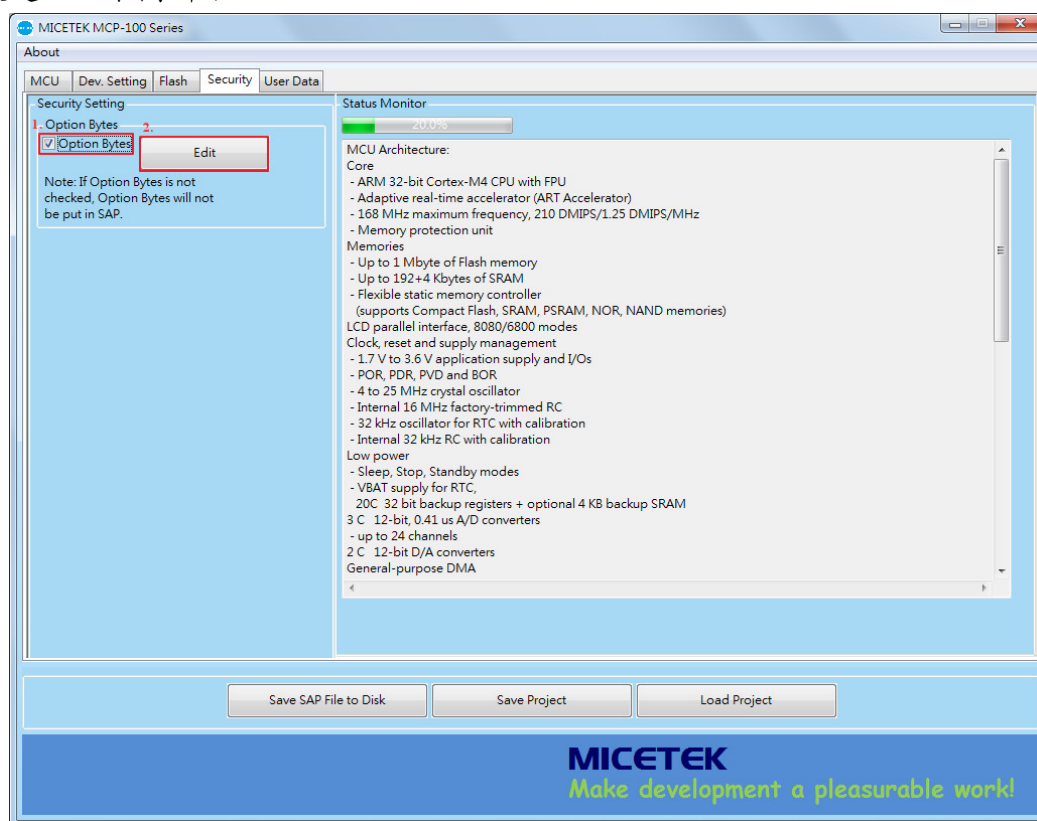 MICETEK MCP-100 Series
About
MCU Dev. Setting Flash Security User Data
Security Setting
1. Option Bytes
2.
Option Bytes
Edit
Note: If Option Bytes is not
checked, Option Bytes will not
be put in SAP.
Status Monitor
20.0%
MCU Architecture:
Core
- ARM 32-bit Cortex-M4 CPU with FPU
- Adaptive real-time accelerator (ART Accelerator)
- 168 MHz maximum frequency, 210 DMIPS/1.25 DMIPS/MHz
- Memory protection unit
Memories
- Up to 1 Mbyte of Flash memory
- Up to 192+4 Kbytes of SRAM
- Flexible static memory controller
(supports Compact Flash, SRAM, PSRAM, NOR, NAND memories)
LCD parallel interface, 8080/6800 modes
Clock, reset and supply management
- 1.7 V to 3.6 V application supply and I/Os
- POR, PDR, PVD and BOR
- 4 to 25 MHz crystal oscillator
- Internal 16 MHz factory-trimmed RC
- 32 kHz oscillator for RTC with calibration
- Internal 32 kHz RC with calibration
Low power
- Sleep, Stop, Standby modes
- VBAT supply for RTC,
20C 32 bit backup registers + optional 4 KB backup SRAM
3 C 12-bit, 0.41 us A/D converters
- up to 24 channels
2 C 12-bit D/A converters
General-purpose DMA
Save SAP File to Disk Save Project Load Project
MICETEK
Make development a pleasurable work!